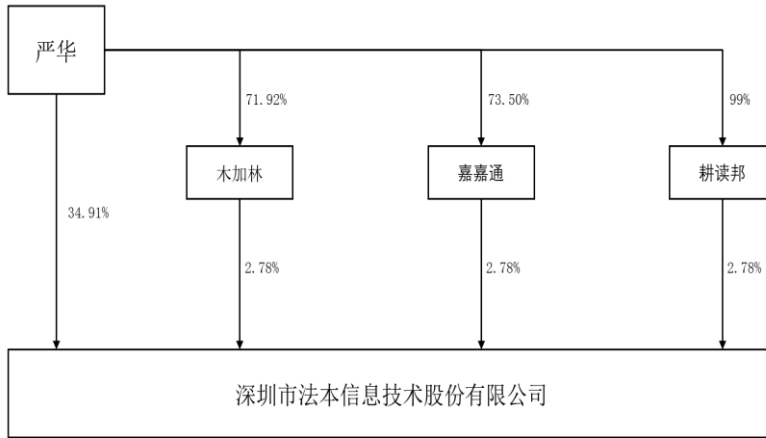 严华
71.92%
73.50%
99%
木加林
嘉嘉通
耕读邦
34.91%
2.78%
2.78%
2.78%
深圳市法本信息技术股份有限公司